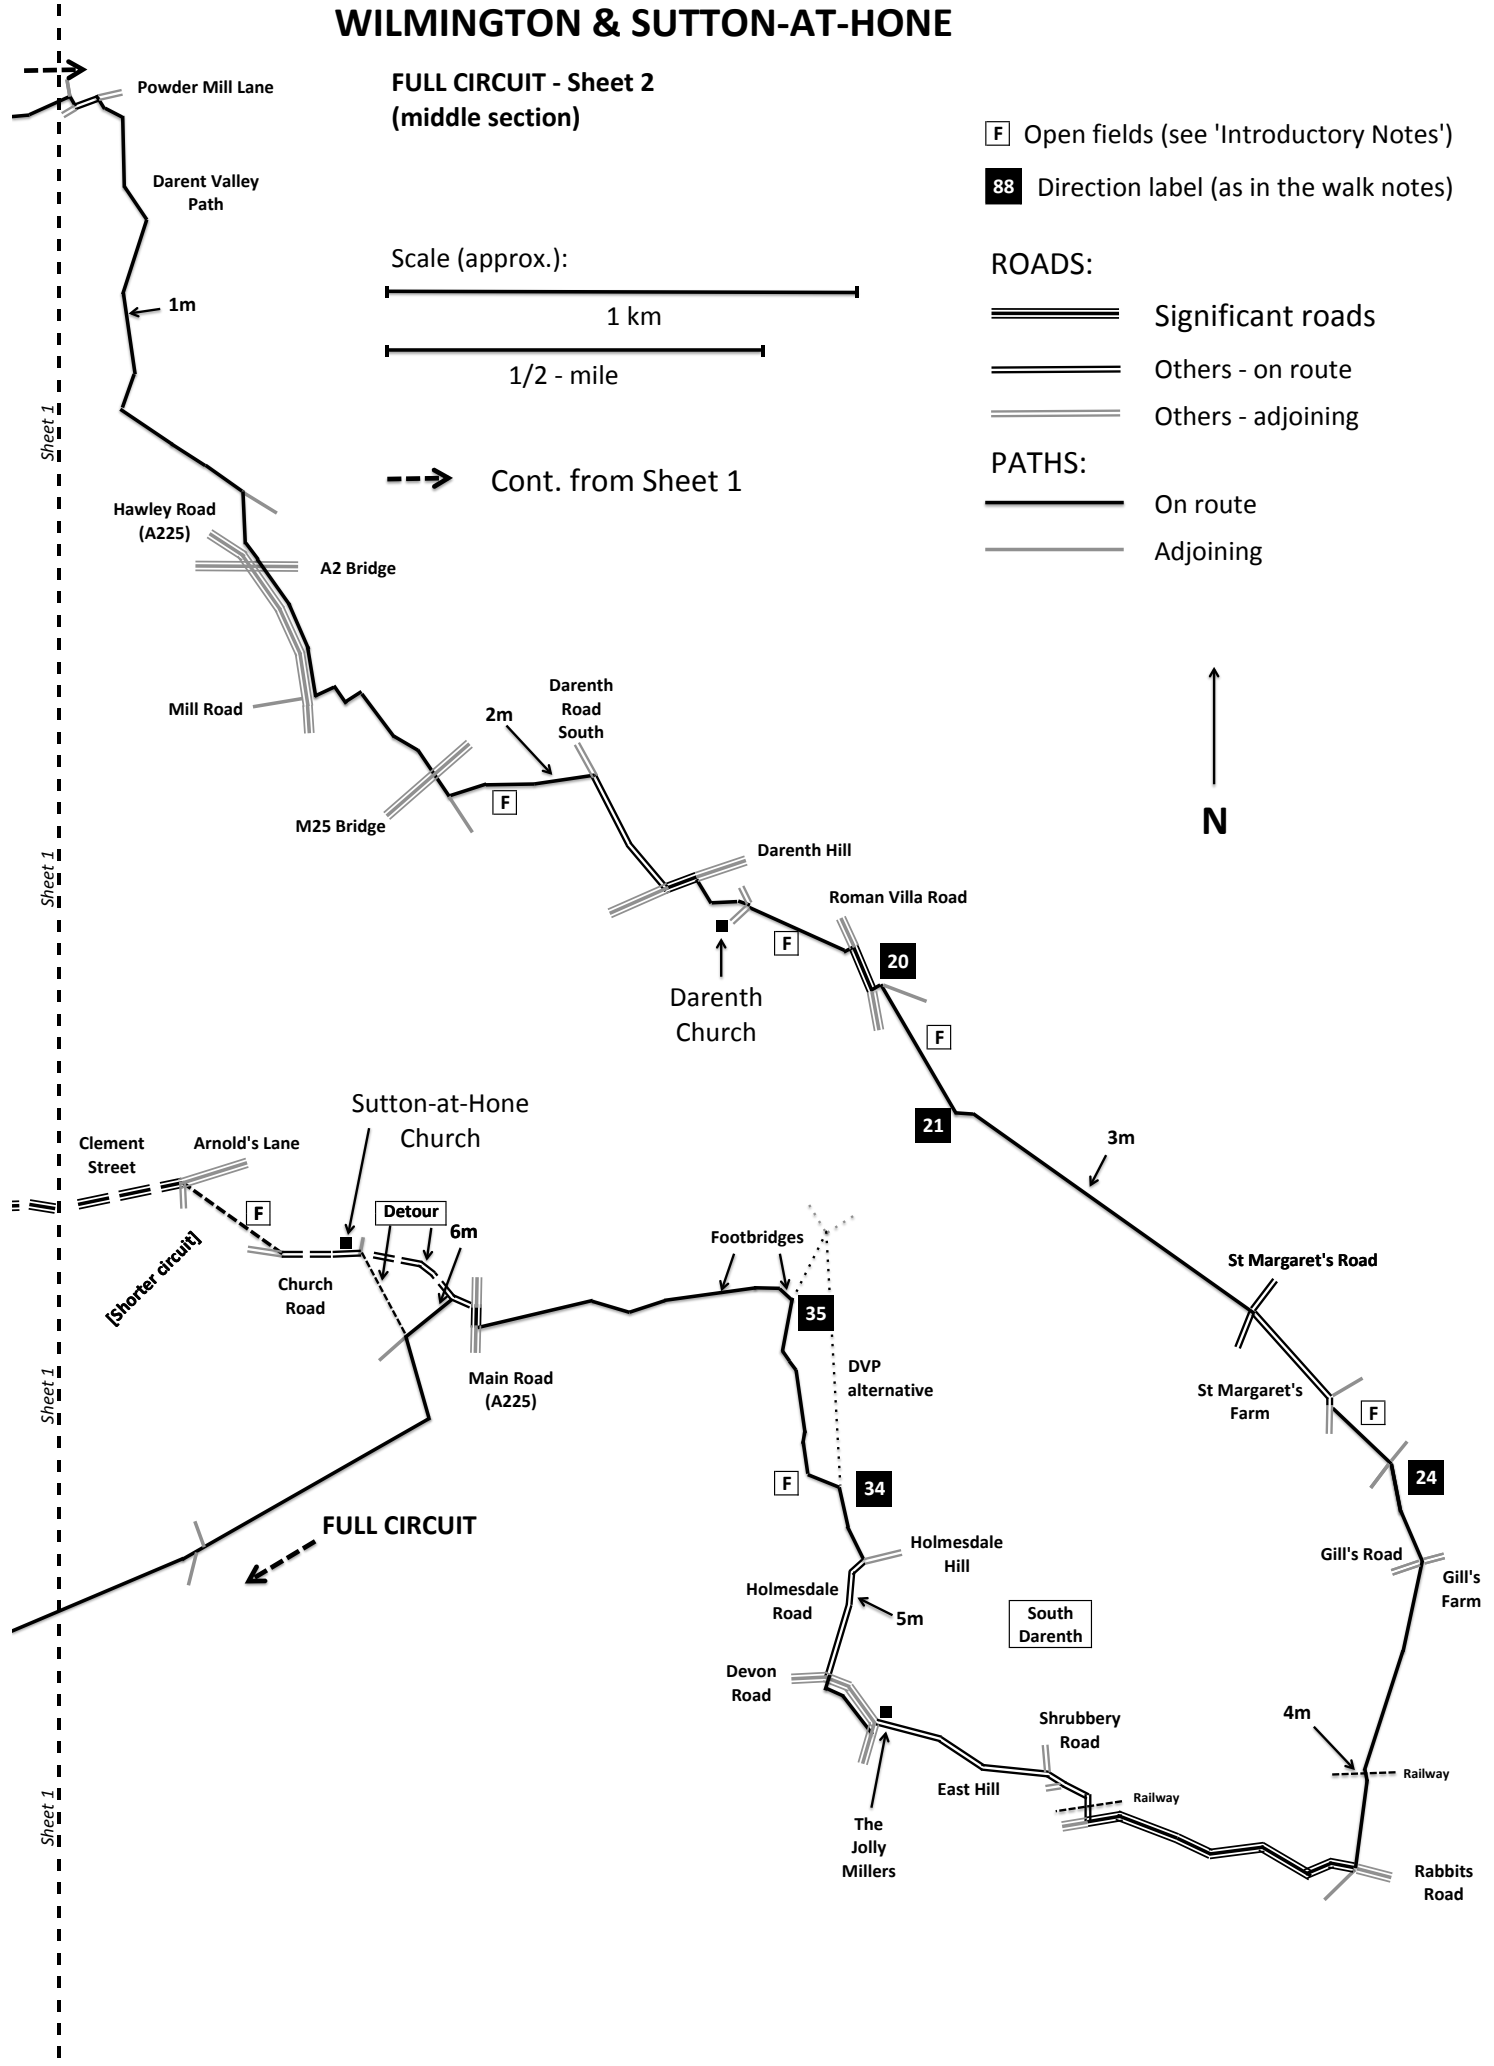 WILMINGTON & SUTTON-AT-HONE
FULL CIRCUIT - Sheet 2
(middle section)
Powder Mill Lane
F Open fields (see 'Introductory Notes')
88 Direction label (as in the walk notes)
Darent Valley
Path
Scale (approx.):
1 km
1/2 - mile
1m
ROADS:
Significant roads
Others - on route
Others - adjoining
PATHS:
On route
Adjoining
Sheet 1
Cont. from Sheet 1
Hawley Road
(A225)
A2 Bridge
Mill Road
Darenth
Road
South
2m
F
M25 Bridge
N
Darenth Hill
Roman Villa Road
Sheet 1
F
20
Darenth
Church
F
21
3m
Sutton-at-Hone
Church
Clement
Street
Arnold's Lane
F
Detour
6m
[Shorter circuit]
Church
Road
Footbridges
35
St Margaret's Road
Main Road
(A225)
DVP
alternative
St Margaret's
Farm
F
Sheet 1
F
34
24
FULL CIRCUIT
Holmesdale
Hill
Holmesdale
Road
5m
South
Darenth
Gill's Road
Gill's
Farm
Devon
Road
Shrubbery
Road
4m
Railway
East Hill
Railway
Sheet 1
The
Jolly
Millers
Rabbits
Road